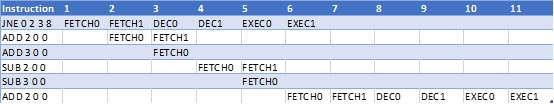 Instruction 1 2 3 4 5 6 7 8 9 10 11
JNE 0 2 3 8 FETCH0 FETCH1 DEC0 DEC1 EXEC0 EXEC1
ADD 2 0 0 FETCH0 FETCH1
ADD 3 0 0 FETCH0
SUB 2 0 0 FETCH0 FETCH1
SUB 3 0 0 FETCH0
ADD 2 0 0 FETCH0 FETCH1 DEC0 DEC1 EXEC0 EXEC1